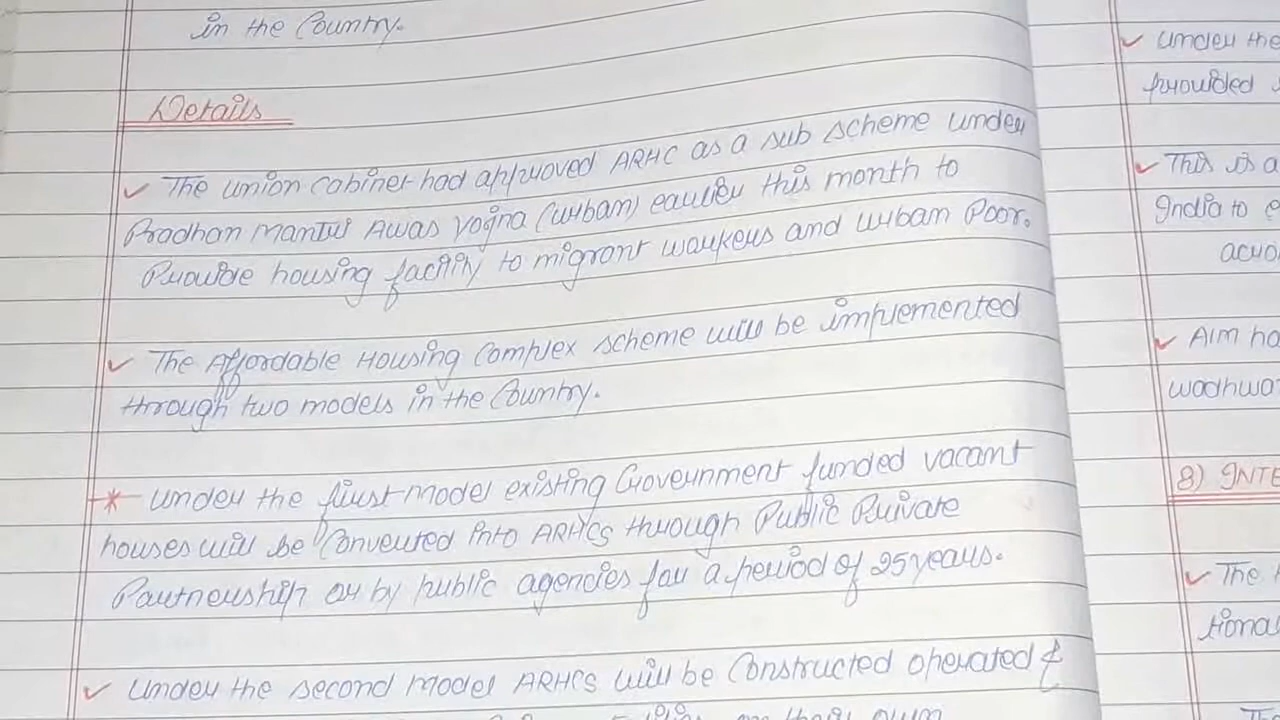 in the Country.
Details
✓ The union Cabinet had approved ARHC as a sub scheme under
Pradhan Mantri Awas Yojna (urban) earlier this month to
Provide housing facility to migrant workers and urban Poor.
✓ The Affordable Housing Complex scheme will be implemented
through two models in the Country.
* Under the first model existing Government funded vacant
houses will be Converted into ARHCs through Public Private
Partnership or by public agencies for a period of 25 years.
✓ Under the second Model ARHCs will be Constructed operated &
own
✓ Under the
provided
✓ This is a
India to
✓ Aim
wadhwa
8) INTE
✓ The
tional